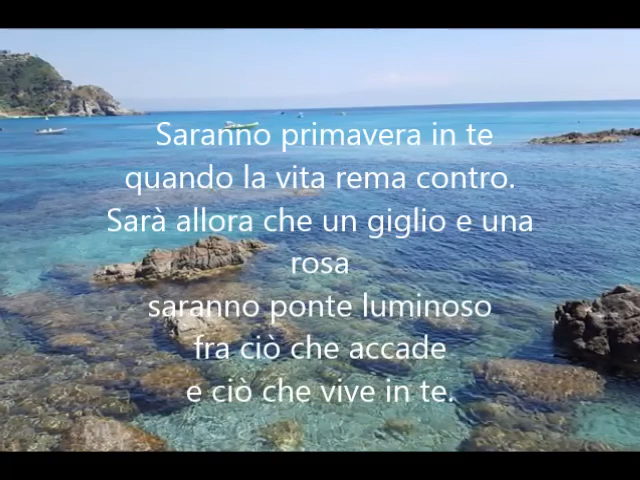 Saranno primavera in te
quando la vita rema contro.
Sarà allora che un giglio e una
rosa
saranno ponte luminoso
fra ciò che accade
e ciò che vive in te.